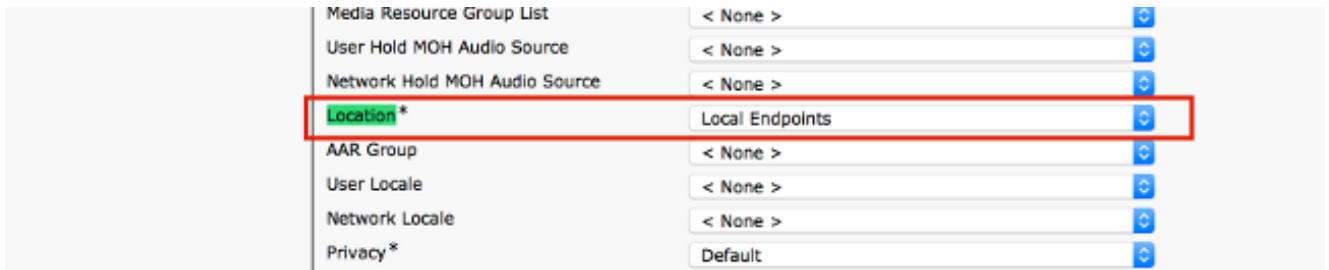 Media Resource Group List < None >
User Hold MOH Audio Source < None >
Network Hold MOH Audio Source < None >
Location* Local Endpoints
AAR Group < None >
User Locale < None >
Network Locale < None >
Privacy* Default